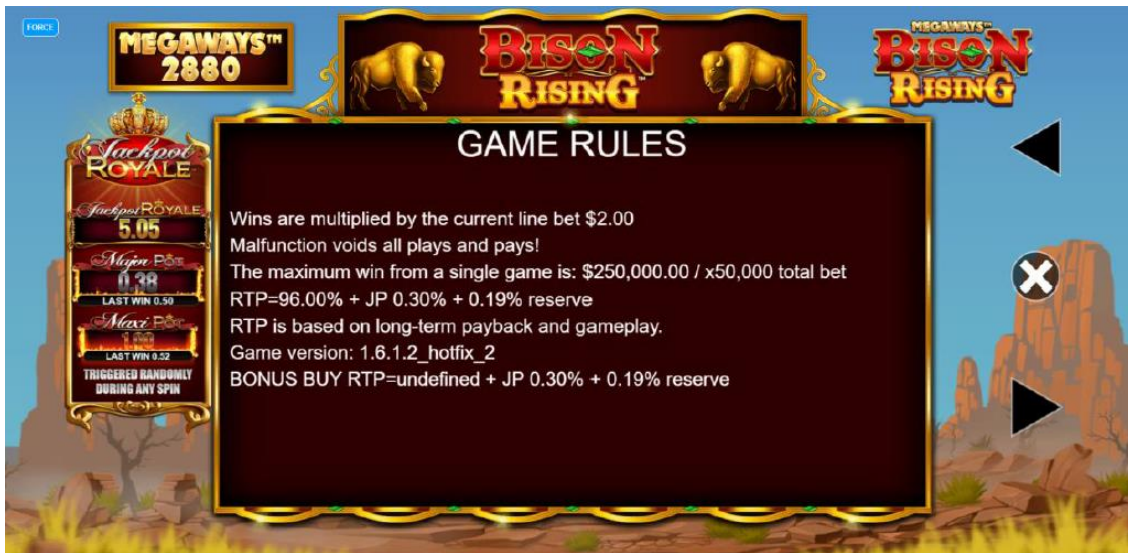 FORCE
MEGAWAYS™
2880
BISON
RISING™
MEGAWAYS™
BISON
RISING
Jackpot
ROYALE
Jackpot ROYALE
5.05
Major POT
0.38
LAST WIN 0.50
Maxi POT
1.00
LAST WIN 0.52
TRIGGERED RANDOMLY
DURING ANY SPIN
GAME RULES
Wins are multiplied by the current line bet $2.00
Malfunction voids all plays and pays!
The maximum win from a single game is: $250,000.00 / x50,000 total bet
RTP=96.00% + JP 0.30% + 0.19% reserve
RTP is based on long-term payback and gameplay.
Game version: 1.6.1.2_hotfix_2
BONUS BUY RTP=undefined + JP 0.30% + 0.19% reserve